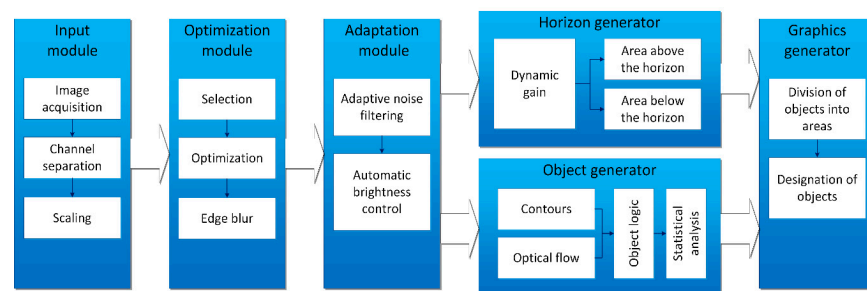 Input
module
Image
acquisition
Channel
separation
Scaling
Optimization
module
Selection
Optimization
Edge blur
Adaptation
module
Adaptive noise
filtering
Automatic
brightness
control
Horizon generator
Dynamic
gain
Area above
the horizon
Area below
the horizon
Object generator
Contours
Optical flow
Object logic
Statistical
analysis
Graphics
generator
Division of
objects into
areas
Designation of
objects